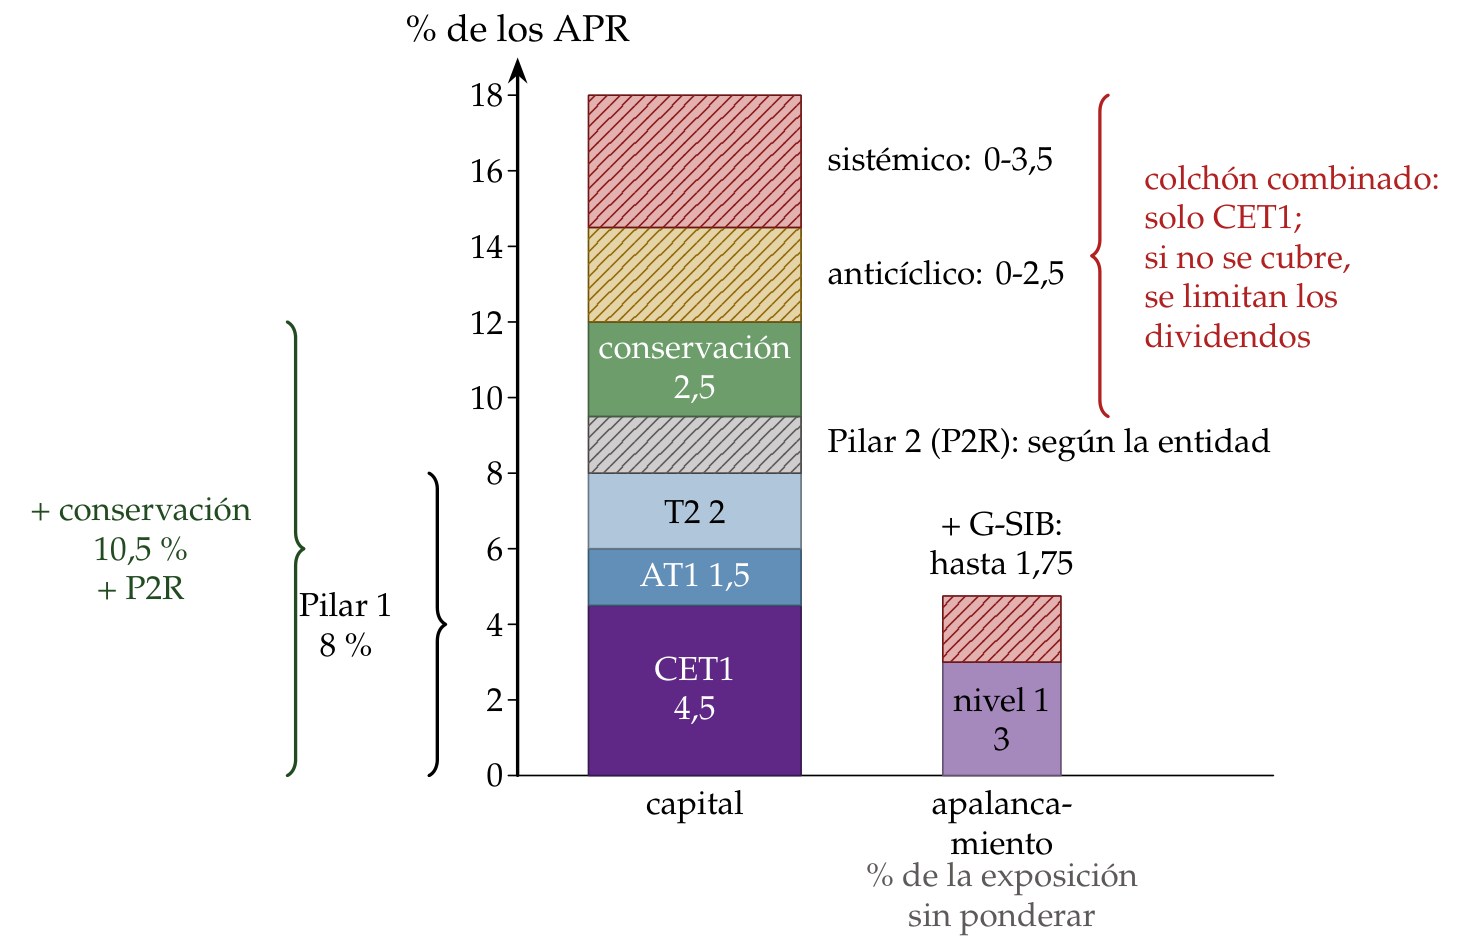 % de los APR
18
16
14
12
10
8
6
4
2
0
sistémico: 0-3,5
anticíclico: 0-2,5
colchón combinado:
solo CET1;
si no se cubre,
se limitan los
dividendos
conservación
2,5
Pilar 2 (P2R): según la entidad
T2 2
AT1 1,5
CET1
4,5
+ conservación
10,5 %
+ P2R
Pilar 1
8 %
+ G-SIB:
hasta 1,75
nivel 1
3
capital
apalanca-
miento
% de la exposición
sin ponderar